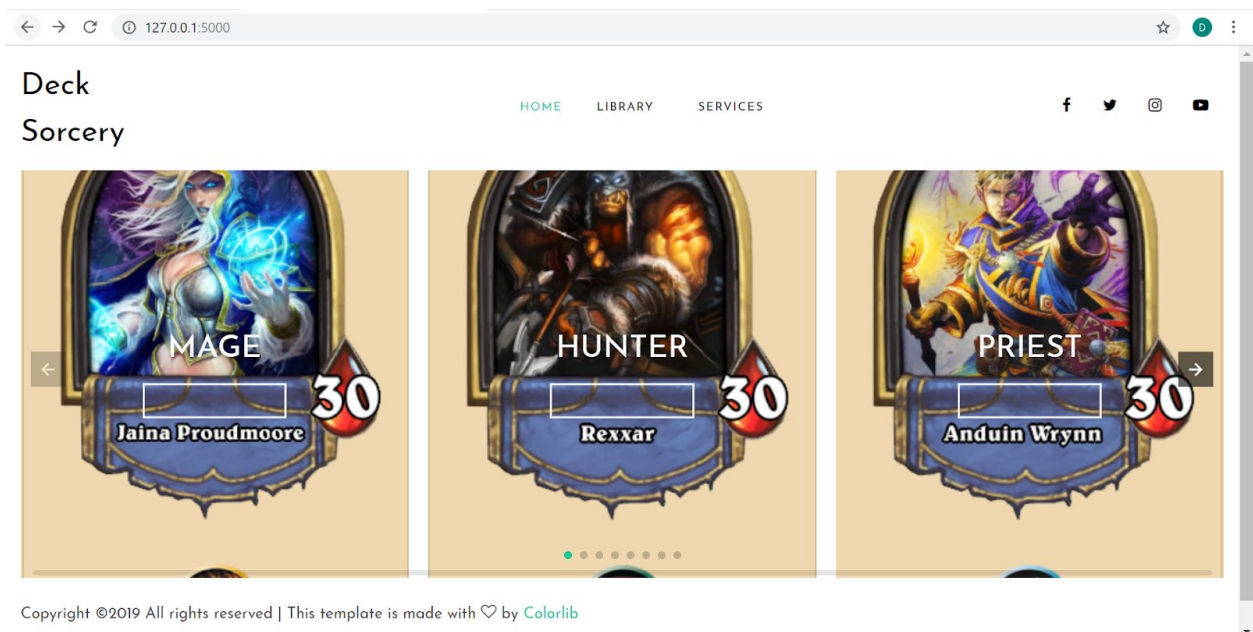 127.0.0.1:5000
D
Deck
Sorcery
HOME LIBRARY SERVICES
MAGE HUNTER PRIEST
30 30 30
Jaina Proudmoore Rexxar Anduin Wrynn
Copyright ©2019 All rights reserved | This template is made with ♡ by Colorlib